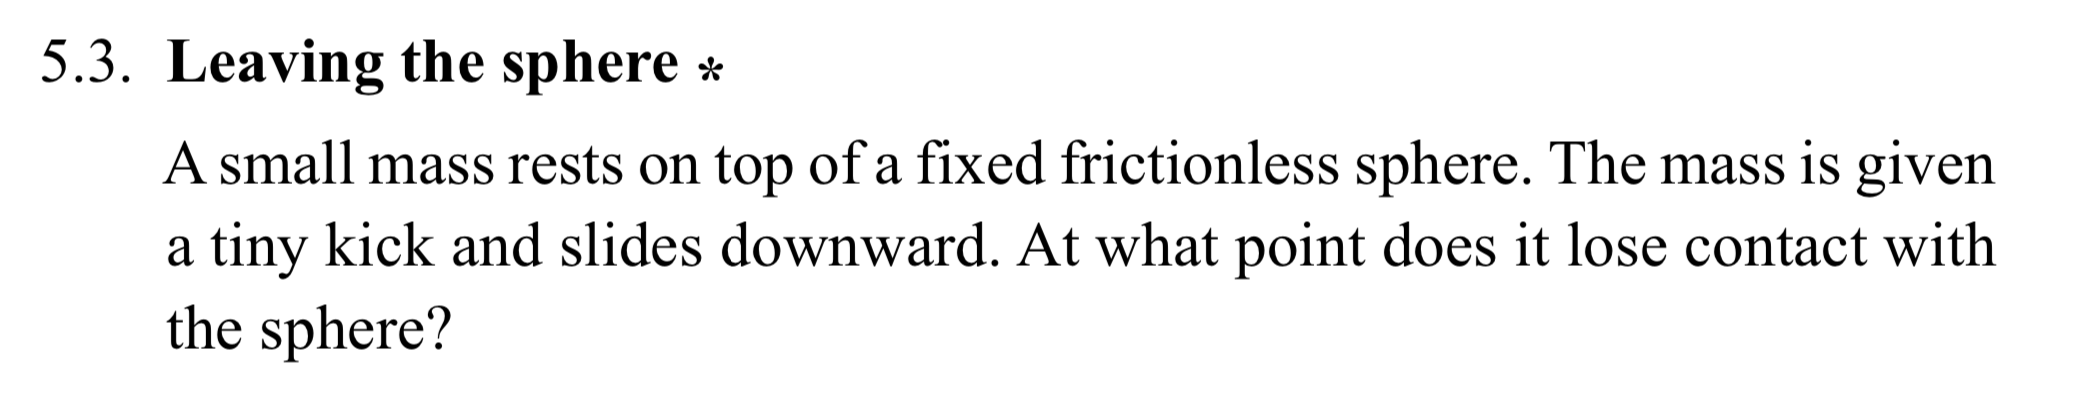 5.3. Leaving the sphere *
A small mass rests on top of a fixed frictionless sphere. The mass is given
a tiny kick and slides downward. At what point does it lose contact with
the sphere?